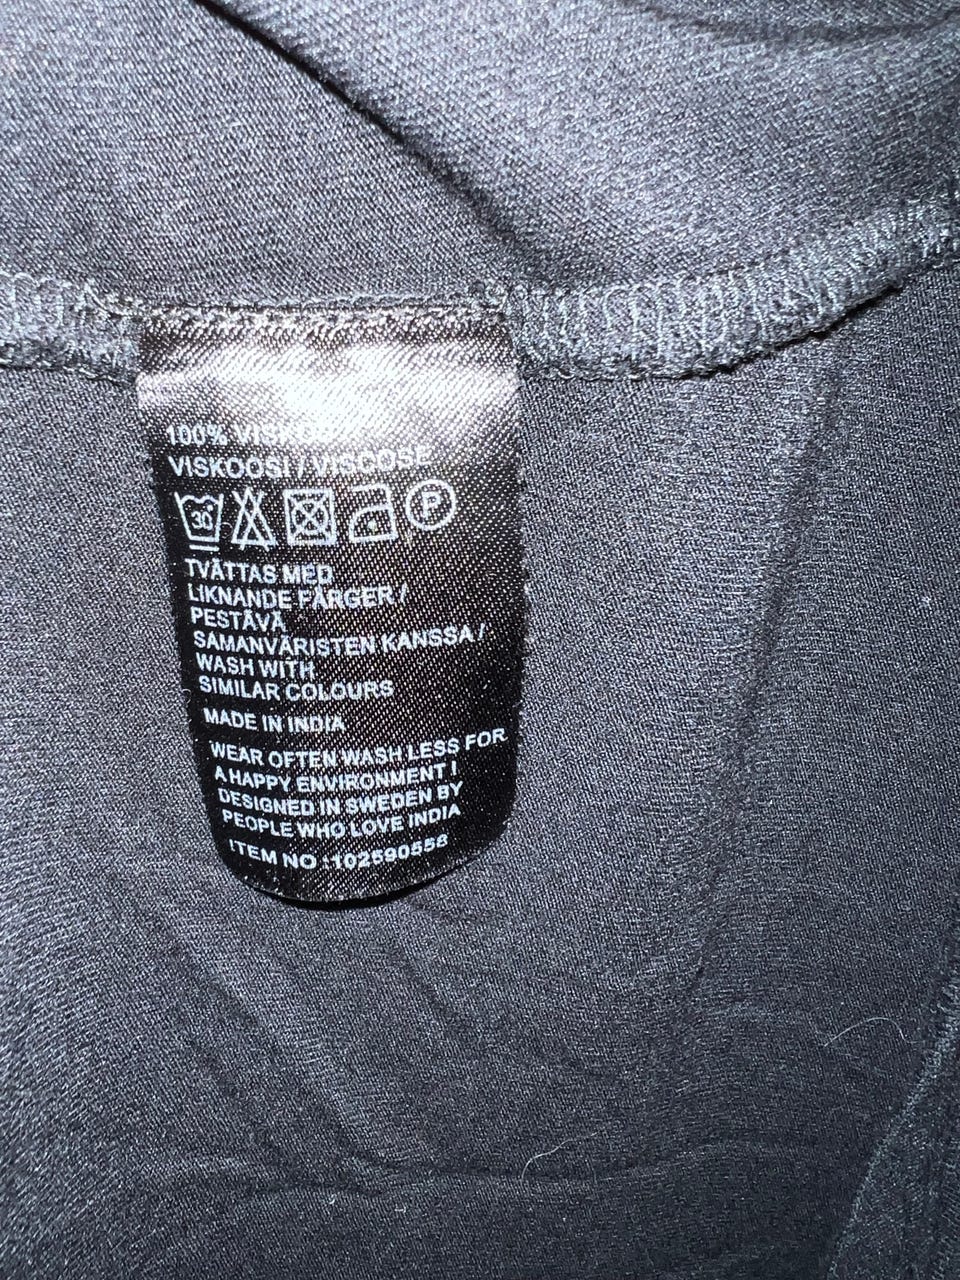 100%
VISKOOSI / VISCOSE
30 P
TVÄTTAS MED
LIKNANDE FÄRGER /
PESTÄVÄ
SAMANVÄRISTEN KANSSA /
WASH WITH
SIMILAR COLOURS
MADE IN INDIA
WEAR OFTEN WASH LESS FOR
A HAPPY ENVIRONMENT !
DESIGNED IN SWEDEN BY
PEOPLE WHO LOVE INDIA
ITEM NO :102590558